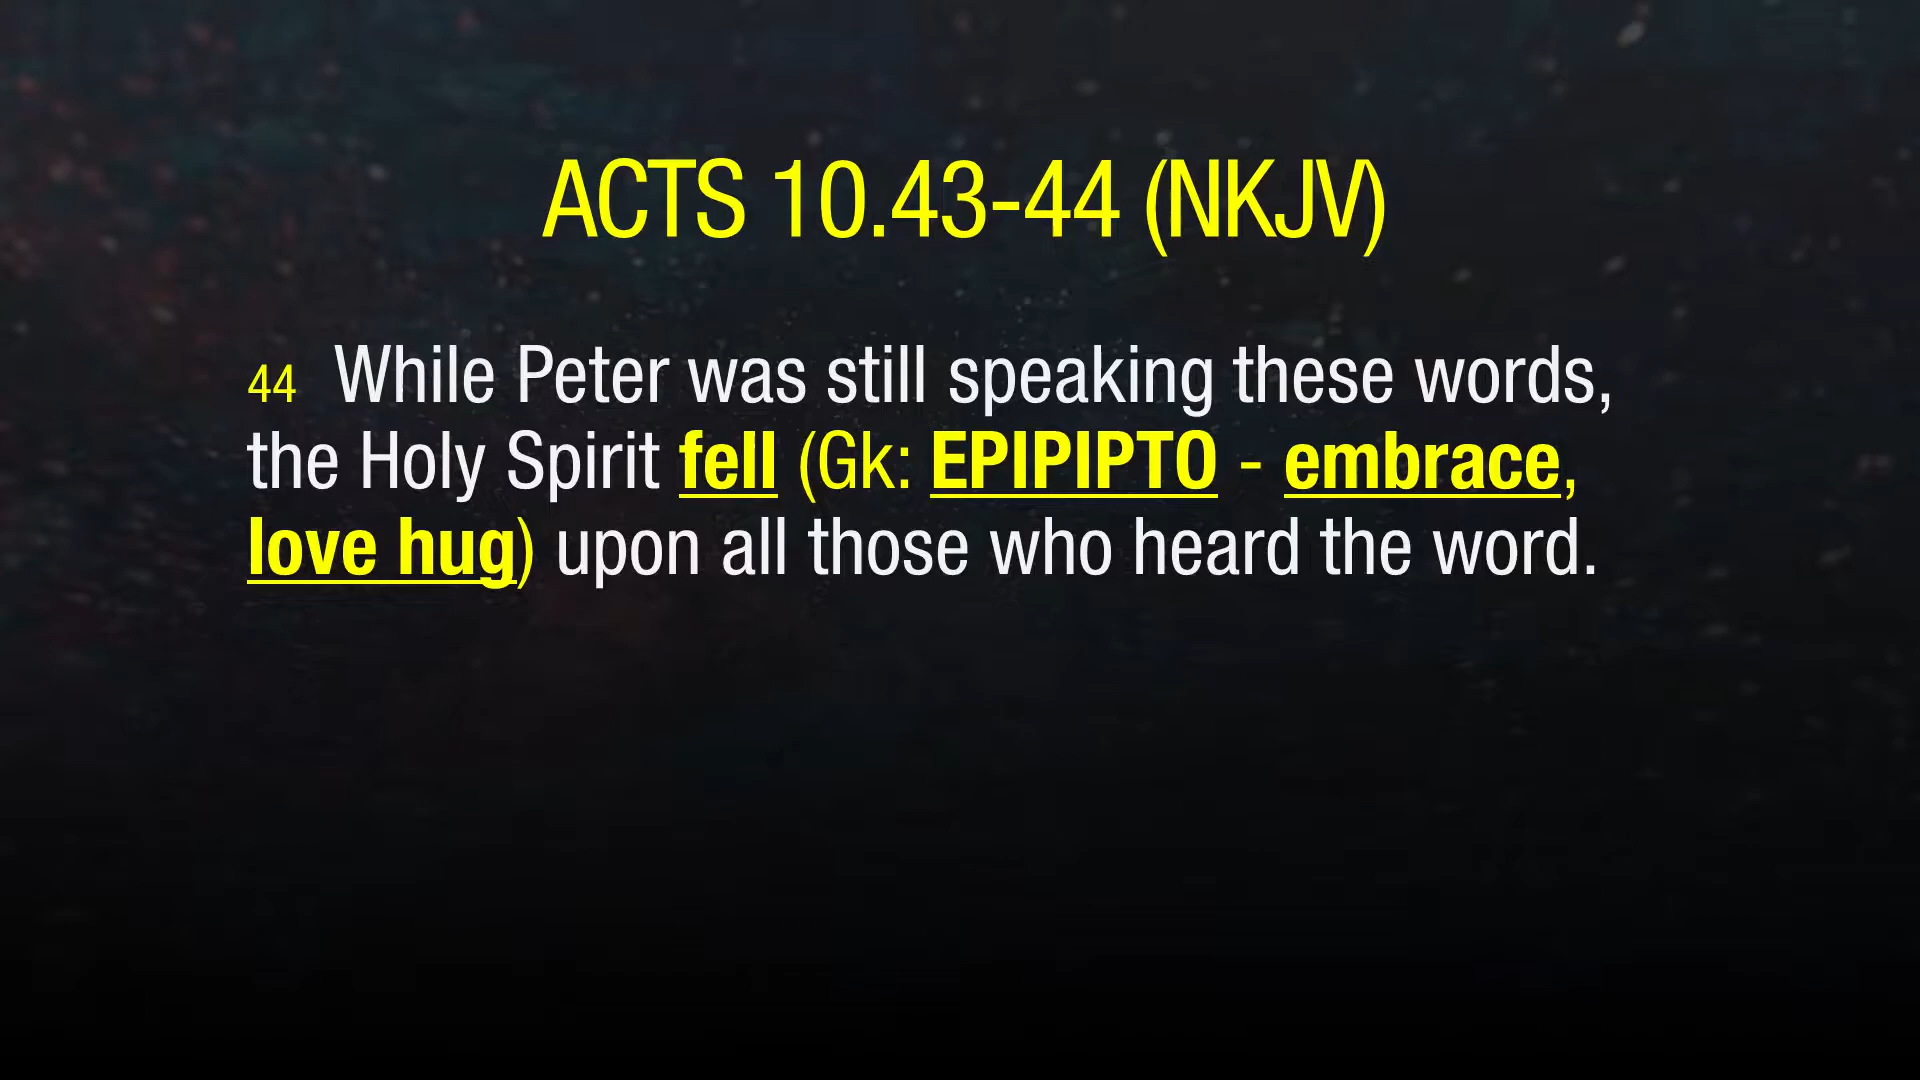 ACTS 10.43-44 (NKJV)
44 While Peter was still speaking these words,
the Holy Spirit fell (Gk: EPIPIPTO - embrace,
love hug) upon all those who heard the word.